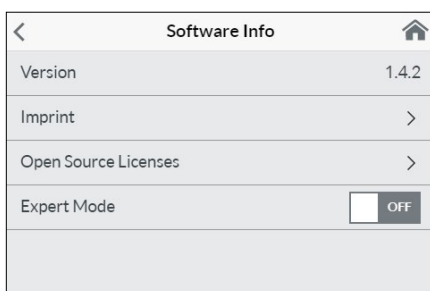 Software Info
Version 1.4.2
Imprint
Open Source Licenses
Expert Mode OFF